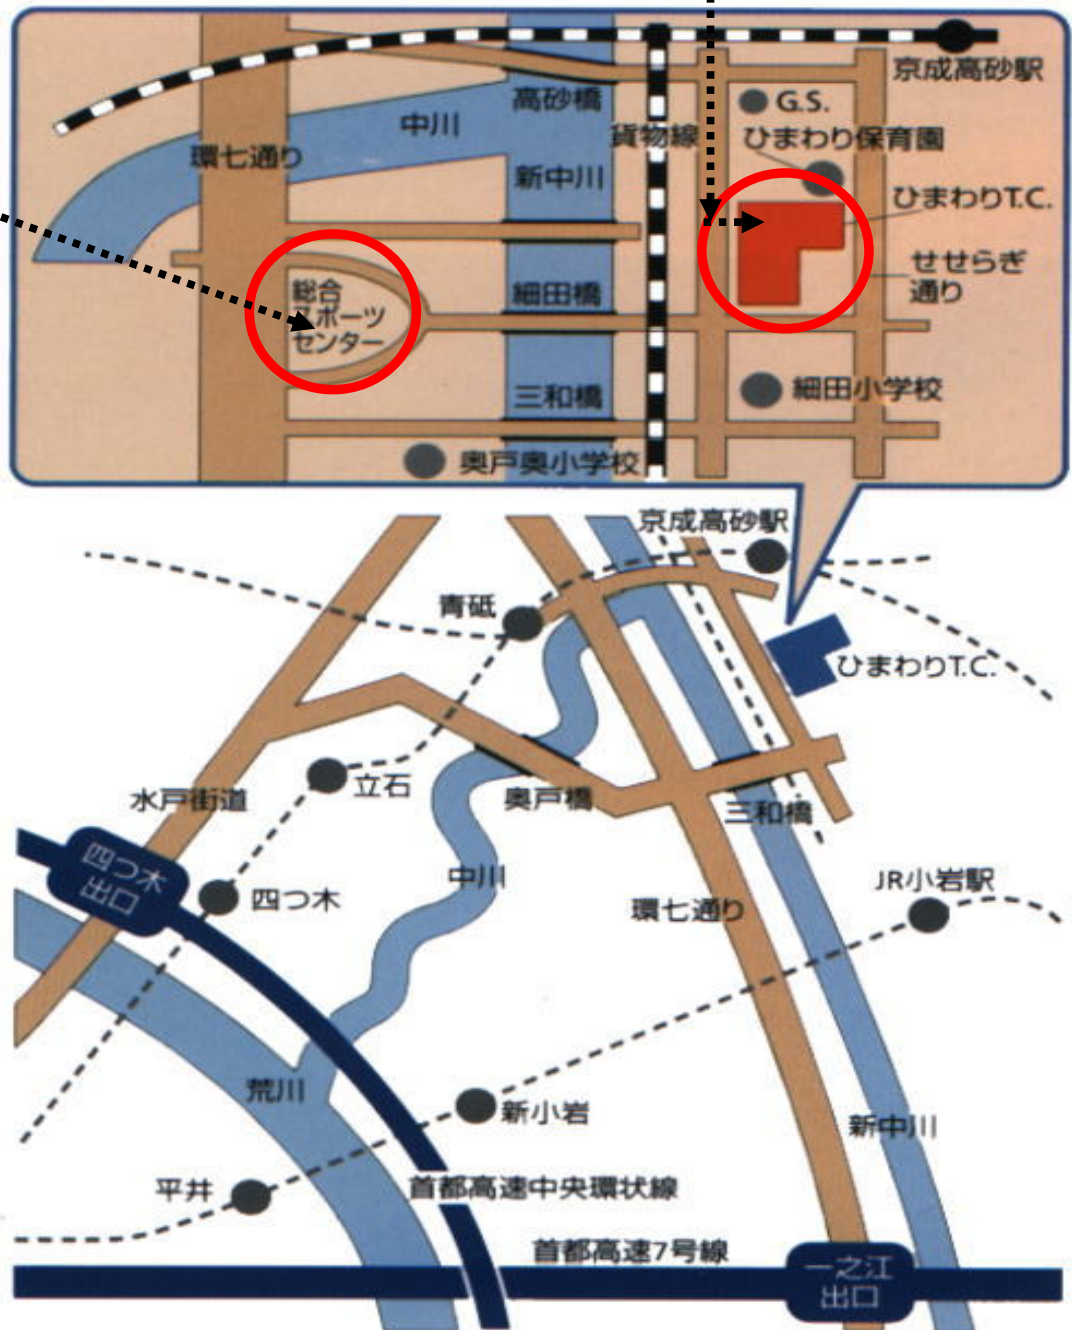 京成高砂駅
G.S.
高砂橋
中川
貨物線
ひまわり保育園
環七通り
新中川
ひまわりT.C.
せせらぎ
通り
総合
スポーツ
センター
細田橋
三和橋
細田小学校
奥戸奥小学校
京成高砂駅
青砥
ひまわりT.C.
立石
水戸街道
奥戸橋
三和橋
四つ木
出口
四つ木
中川
JR小岩駅
環七通り
荒川
新小岩
新中川
平井
首都高速中央環状線
首都高速7号線
一之江
出口